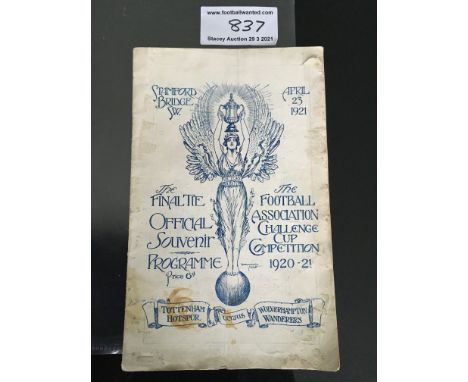 www.footballwanted.com
837
Stacey Auction 29 3 2021
STAMFORD
BRIDGE
S.W.
APRIL
23
1921
The
FINAL TIE
OFFICIAL
Souvenir
PROGRAMME
Price 6d
The
FOOTBALL
ASSOCIATION
CHALLENGE
CUP
COMPETITION
1920-21
TOTTENHAM
HOTSPUR
versus
WOLVERHAMPTON
WANDERERS